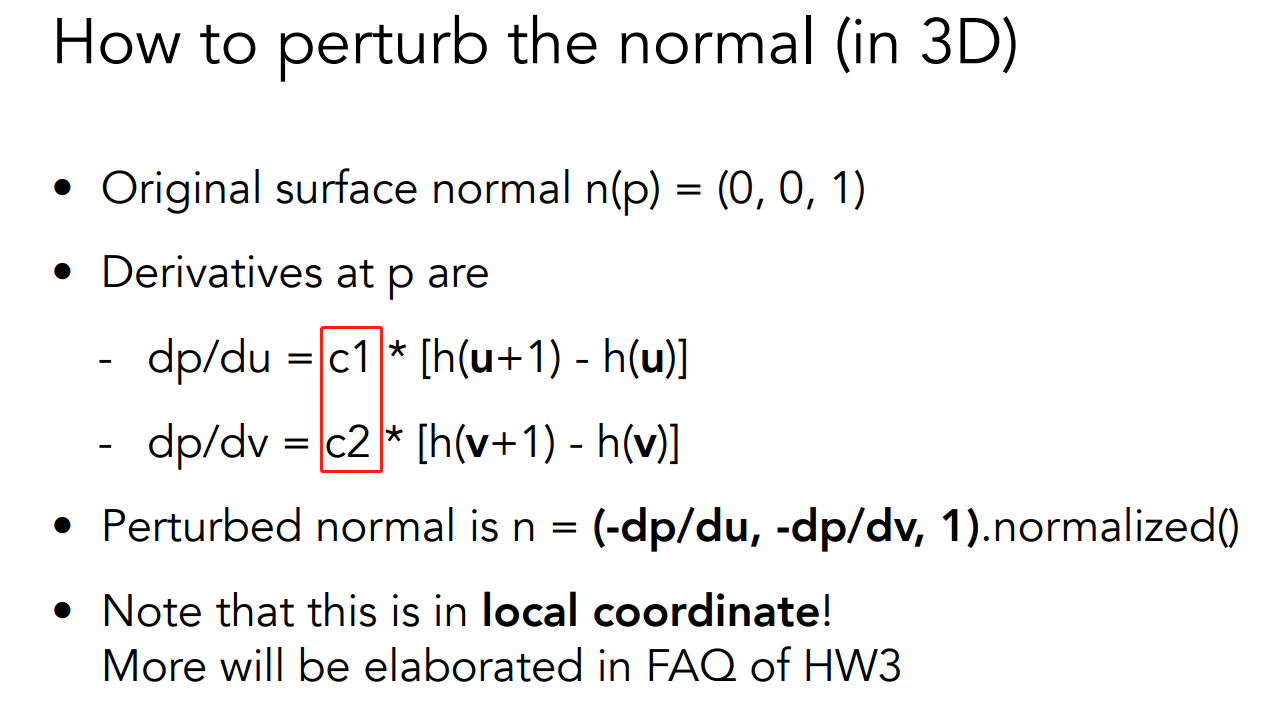 How to perturb the normal (in 3D)
• Original surface normal n(p) = (0, 0, 1)
• Derivatives at p are
- dp/du = c1 * [h(u+1) - h(u)]
- dp/dv = c2 * [h(v+1) - h(v)]
• Perturbed normal is n = (-dp/du, -dp/dv, 1).normalized()
• Note that this is in local coordinate!
More will be elaborated in FAQ of HW3